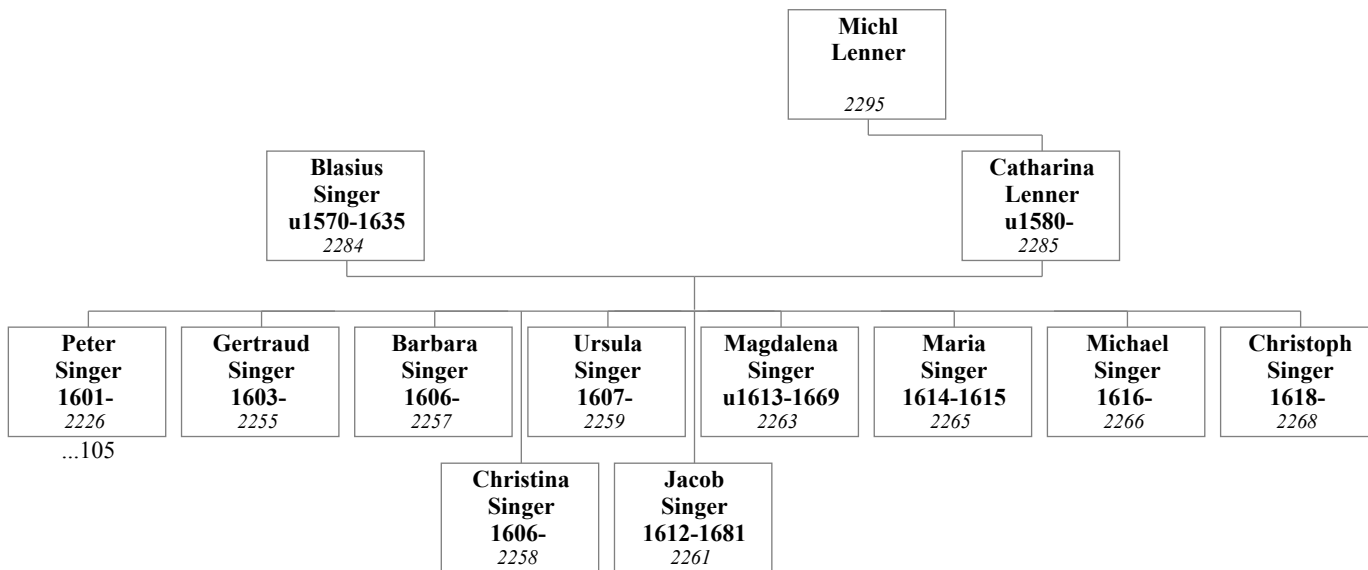 Michl
Lenner
2295
Blasius
Singer
u1570-1635
2284
Catharina
Lenner
u1580-
2285
Peter
Singer
1601-
2226
...105
Gertraud
Singer
1603-
2255
Barbara
Singer
1606-
2257
Ursula
Singer
1607-
2259
Magdalena
Singer
u1613-1669
2263
Maria
Singer
1614-1615
2265
Michael
Singer
1616-
2266
Christoph
Singer
1618-
2268
Christina
Singer
1606-
2258
Jacob
Singer
1612-1681
2261